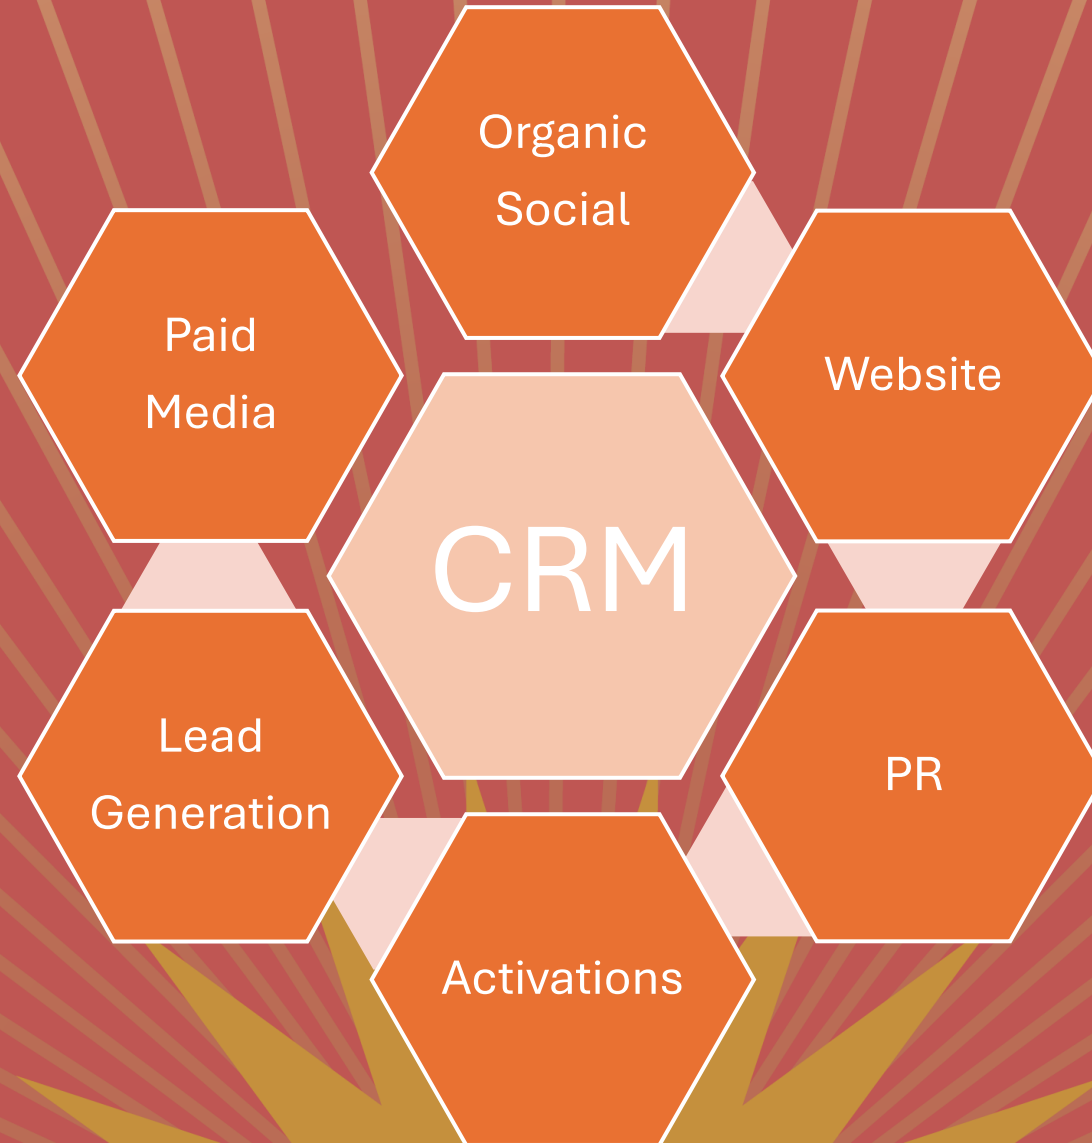 Organic
Social
Paid
Media
Website
CRM
Lead
Generation
PR
Activations